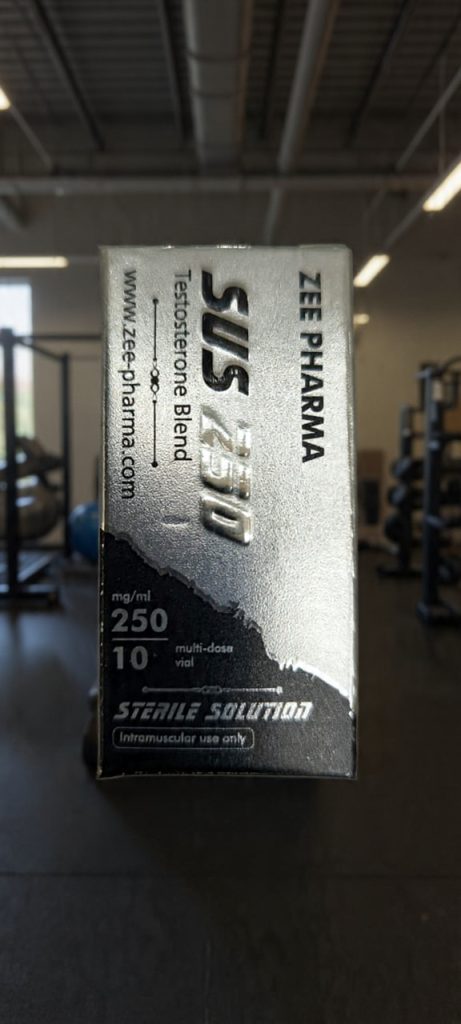 ZEE PHARMA
SUS 250
Testosterone Blend
www.zee-pharma.com
mg/ml
250
10
multi-dose
vial
STERILE SOLUTION
Intramuscular use only